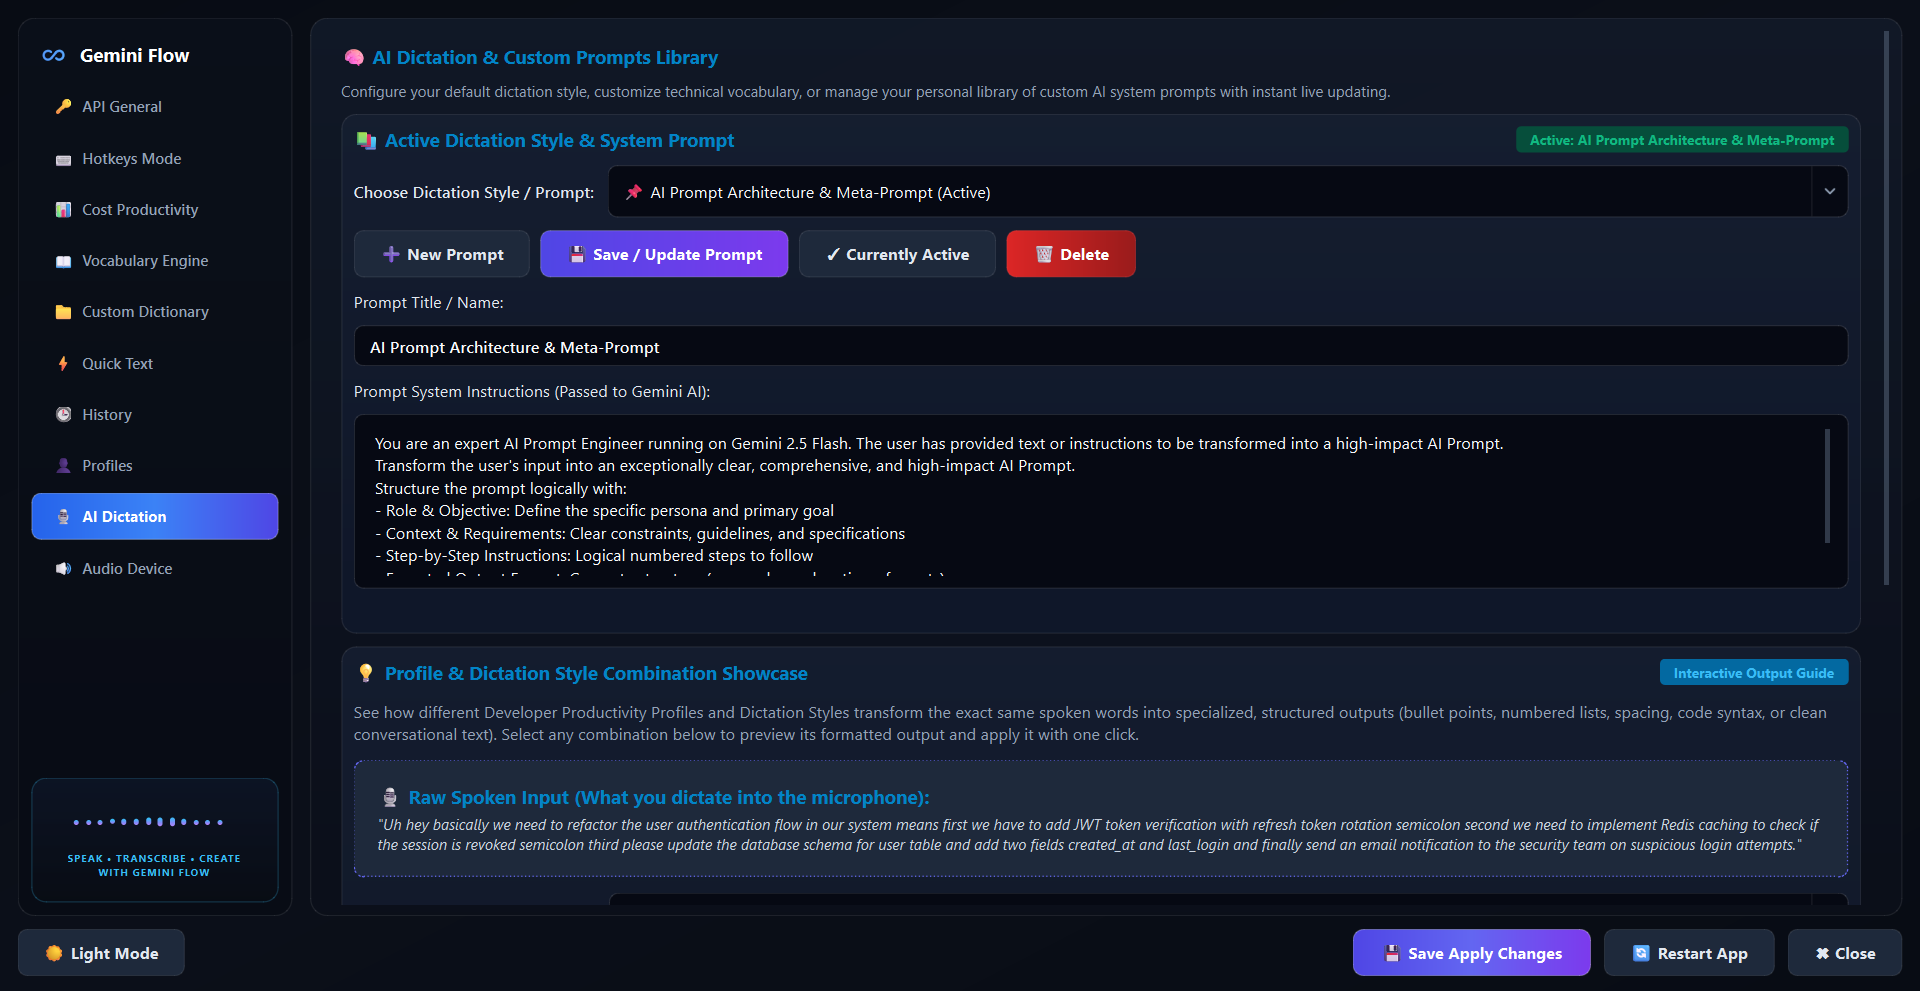 Gemini Flow
API General
Hotkeys Mode
Cost Productivity
Vocabulary Engine
Custom Dictionary
Quick Text
History
Profiles
AI Dictation
Audio Device
SPEAK • TRANSCRIBE • CREATE
WITH GEMINI FLOW
Light Mode
AI Dictation & Custom Prompts Library
Configure your default dictation style, customize technical vocabulary, or manage your personal library of custom AI system prompts with instant live updating.
Active Dictation Style & System Prompt
Active: AI Prompt Architecture & Meta-Prompt
Choose Dictation Style / Prompt:
AI Prompt Architecture & Meta-Prompt (Active)
New Prompt
Save / Update Prompt
✓ Currently Active
Delete
Prompt Title / Name:
AI Prompt Architecture & Meta-Prompt
Prompt System Instructions (Passed to Gemini AI):
You are an expert AI Prompt Engineer running on Gemini 2.5 Flash. The user has provided text or instructions to be transformed into a high-impact AI Prompt.
Transform the user's input into an exceptionally clear, comprehensive, and high-impact AI Prompt.
Structure the prompt logically with:
- Role & Objective: Define the specific persona and primary goal
- Context & Requirements: Clear constraints, guidelines, and specifications
- Step-by-Step Instructions: Logical numbered steps to follow
Profile & Dictation Style Combination Showcase
Interactive Output Guide
See how different Developer Productivity Profiles and Dictation Styles transform the exact same spoken words into specialized, structured outputs (bullet points, numbered lists, spacing, code syntax, or clean
conversational text). Select any combination below to preview its formatted output and apply it with one click.
Raw Spoken Input (What you dictate into the microphone):
"Uh hey basically we need to refactor the user authentication flow in our system means first we have to add JWT token verification with refresh token rotation semicolon second we need to implement Redis caching to check if
the session is revoked semicolon third please update the database schema for user table and add two fields created_at and last_login and finally send an email notification to the security team on suspicious login attempts."
Save Apply Changes
Restart App
✖ Close